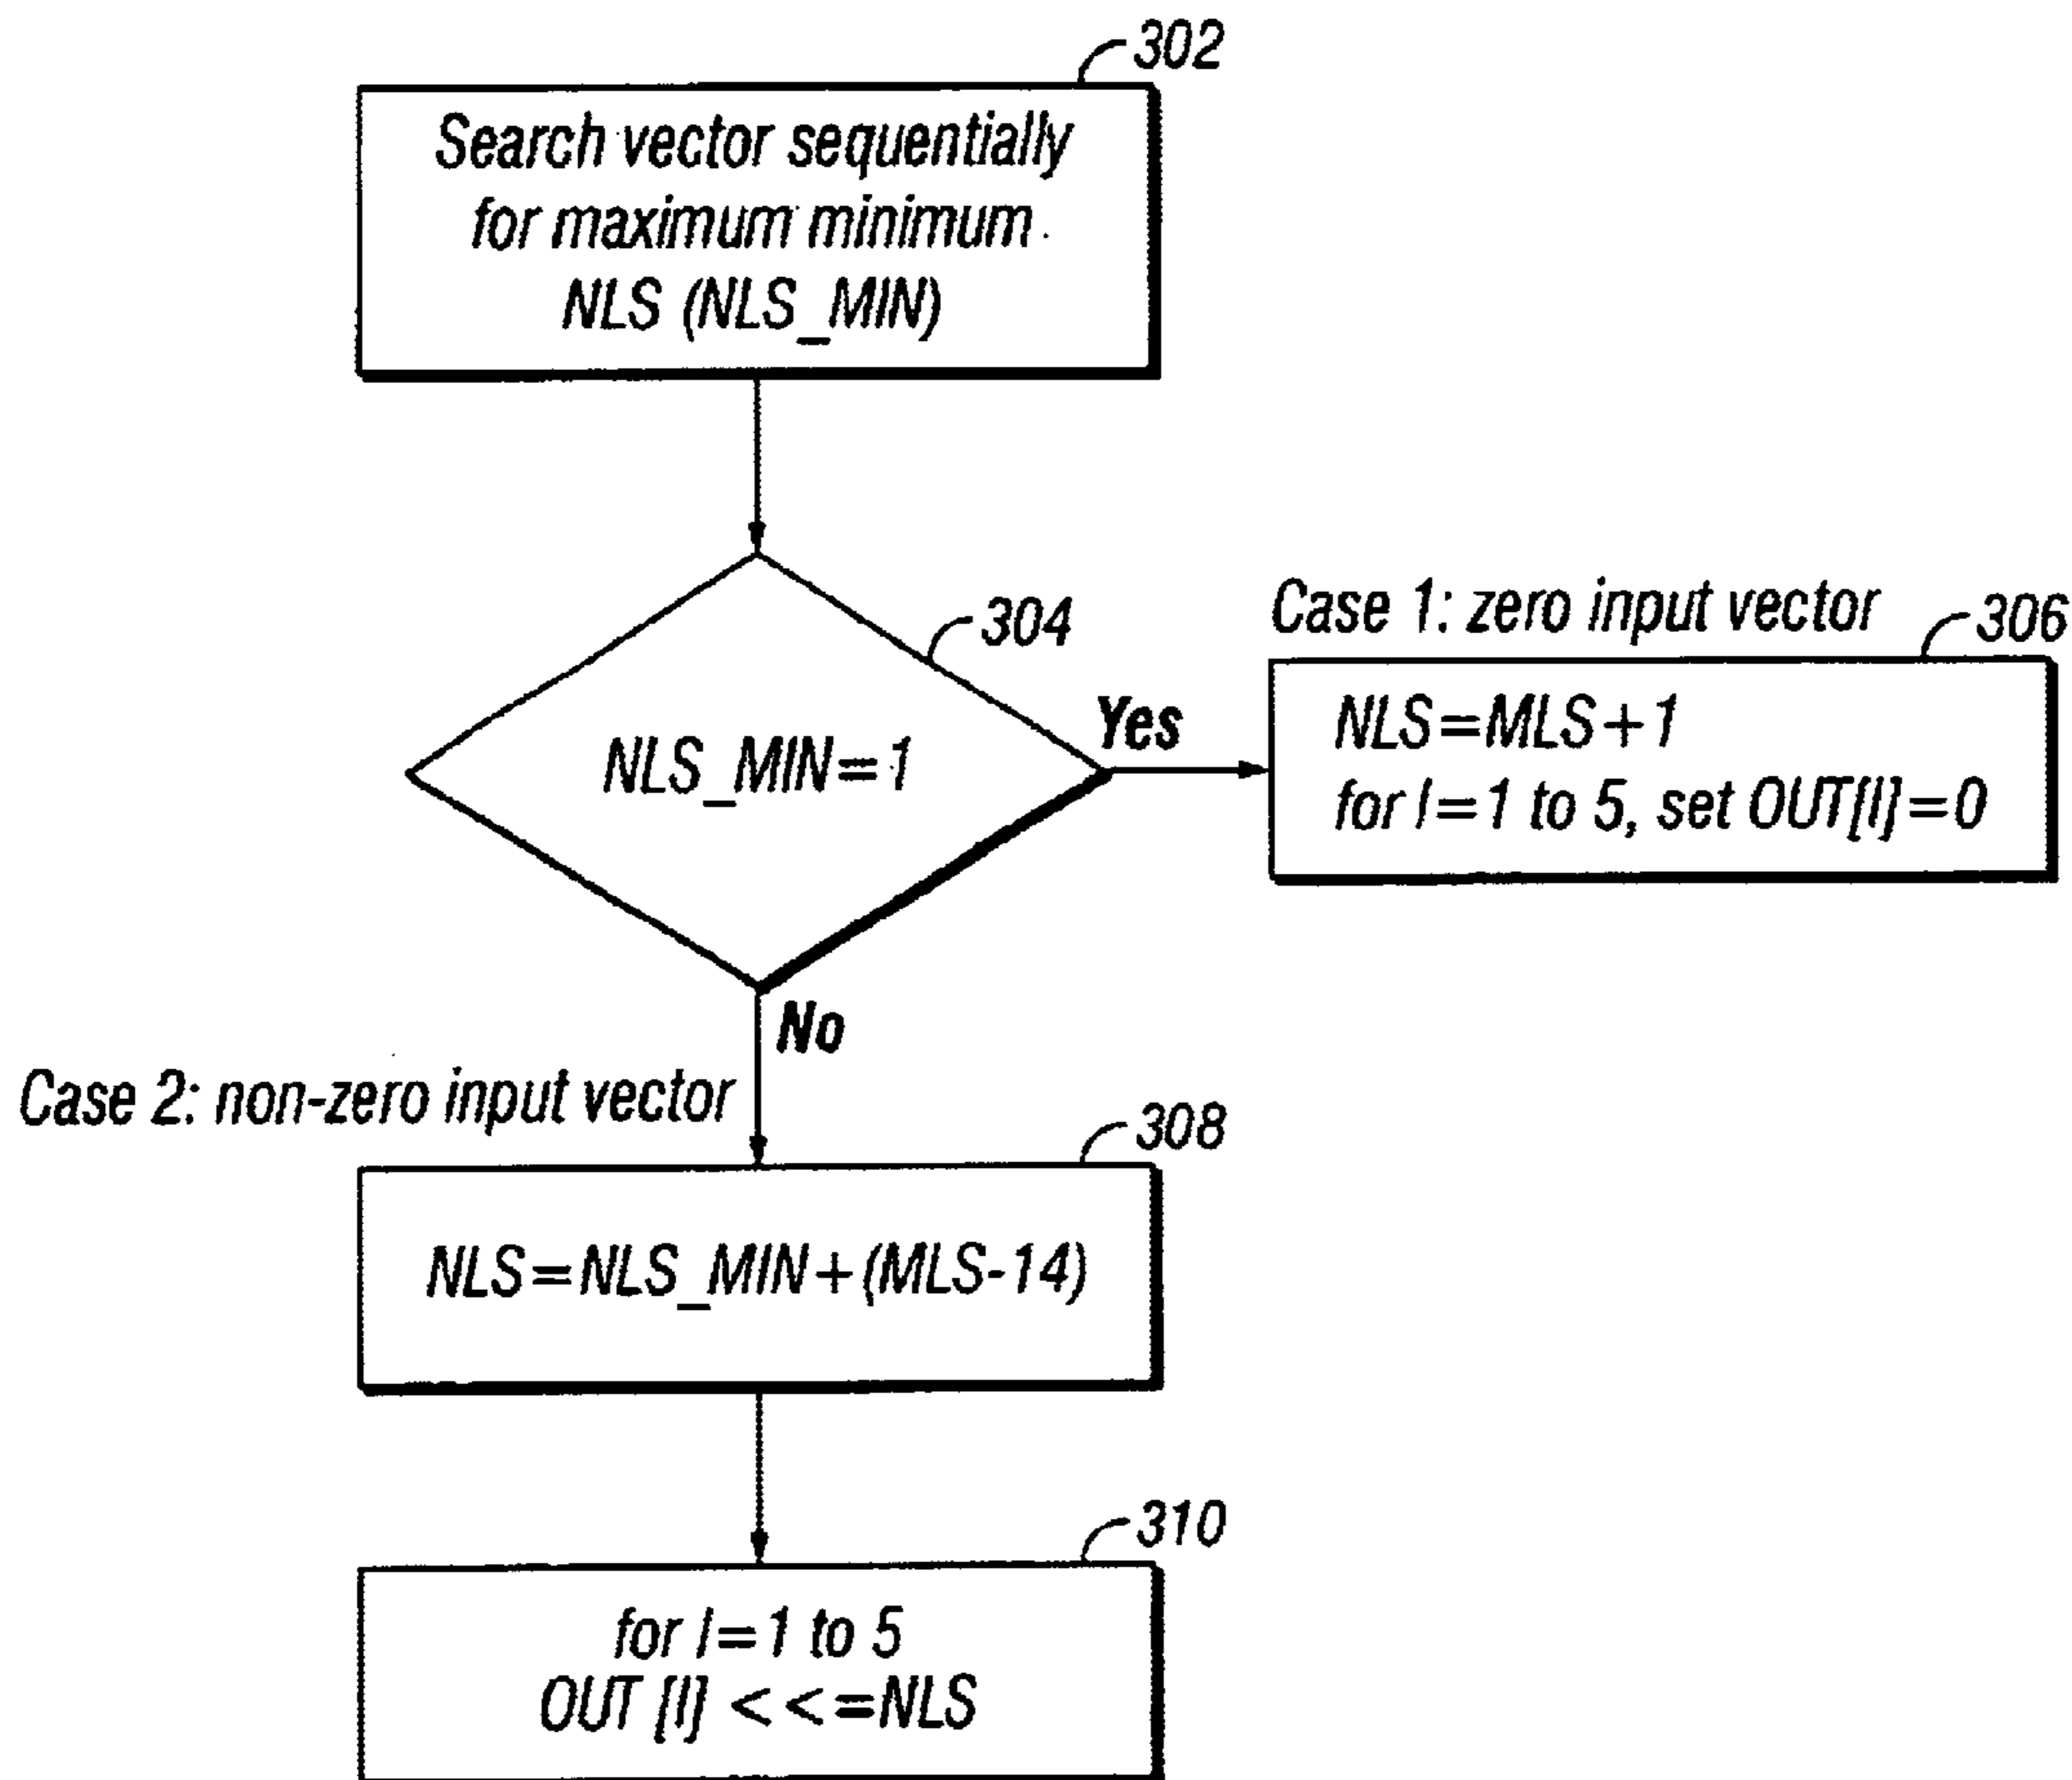 302
Search vector sequentially
for maximum minimum
NLS (NLS_MIN)
304
NLS_MIN=1
Yes
Case 1: zero input vector
306
NLS=MLS+1
for I=1 to 5, set OUT[I]=0
No
Case 2: non-zero input vector
308
NLS=NLS_MIN+(MLS-14)
310
for I=1 to 5
OUT [I] < <=NLS